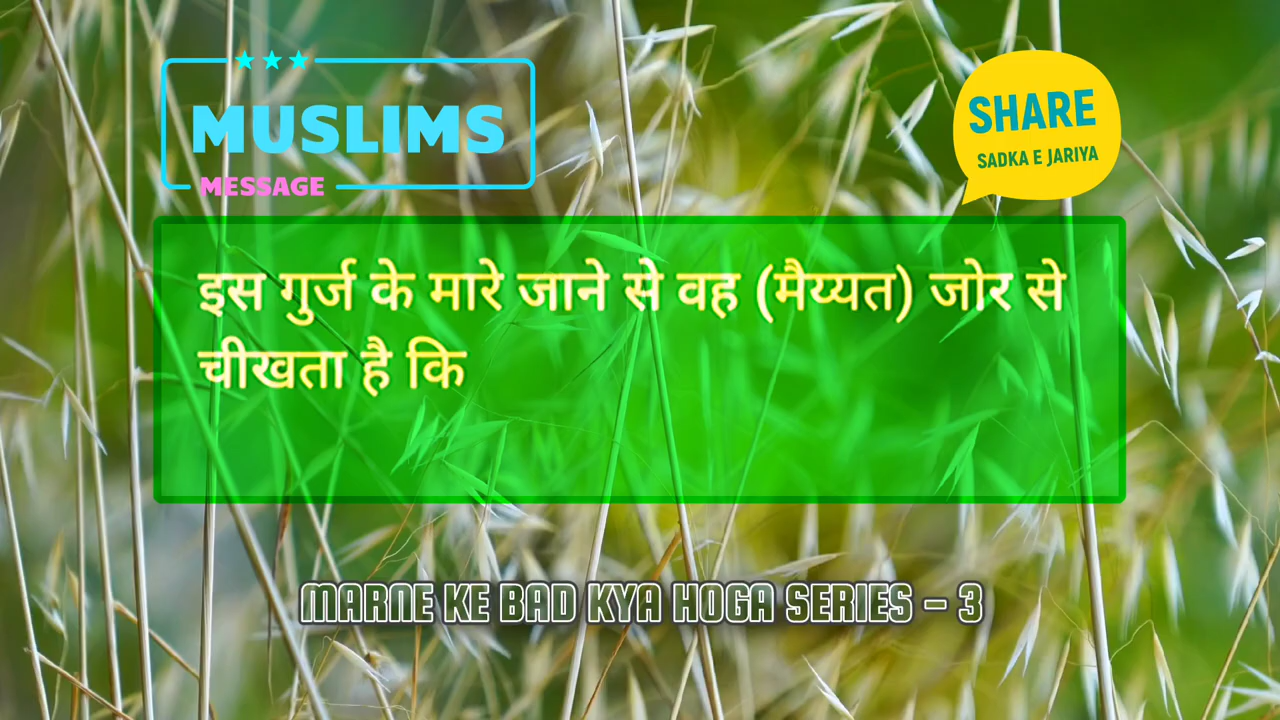 MUSLIMS
MESSAGE
SHARE
SADKA E JARIYA
इस गुर्ज के मारे जाने से वह (मैय्यत) जोर से
चीखता है कि
MARNE KE BAD KYA HOGA SERIES - 3